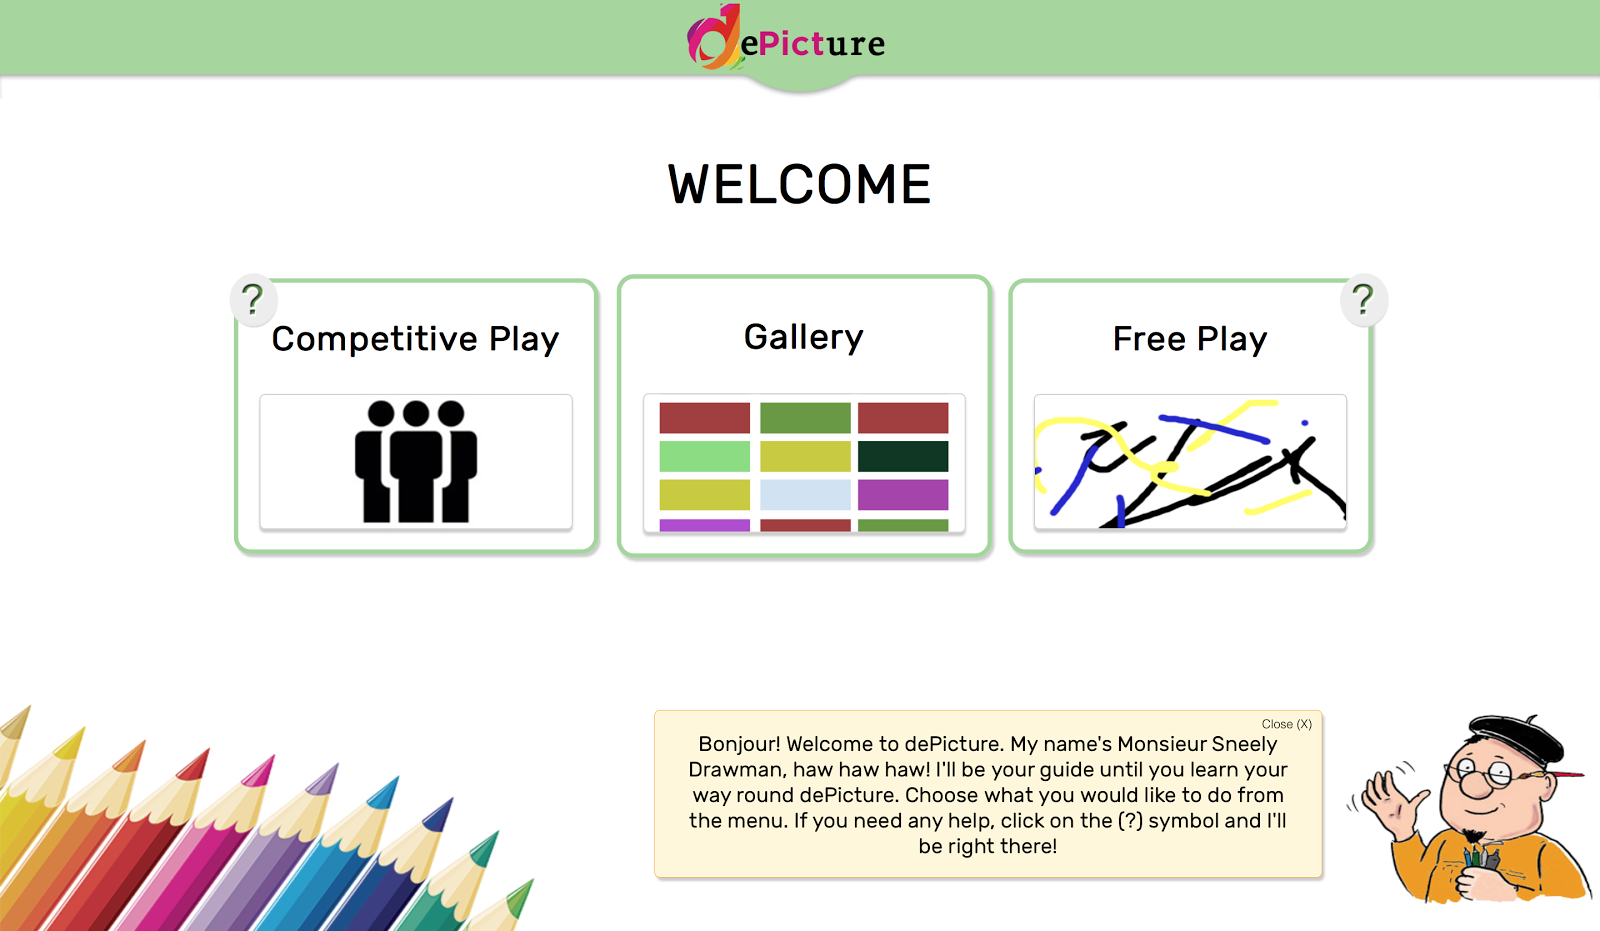 dePicture
WELCOME
?
Competitive Play
Gallery
Free Play
?
Close (X)
Bonjour! Welcome to dePicture. My name's Monsieur Sneely
Drawman, haw haw haw! I'll be your guide until you learn your
way round dePicture. Choose what you would like to do from
the menu. If you need any help, click on the (?) symbol and I'll
be right there!